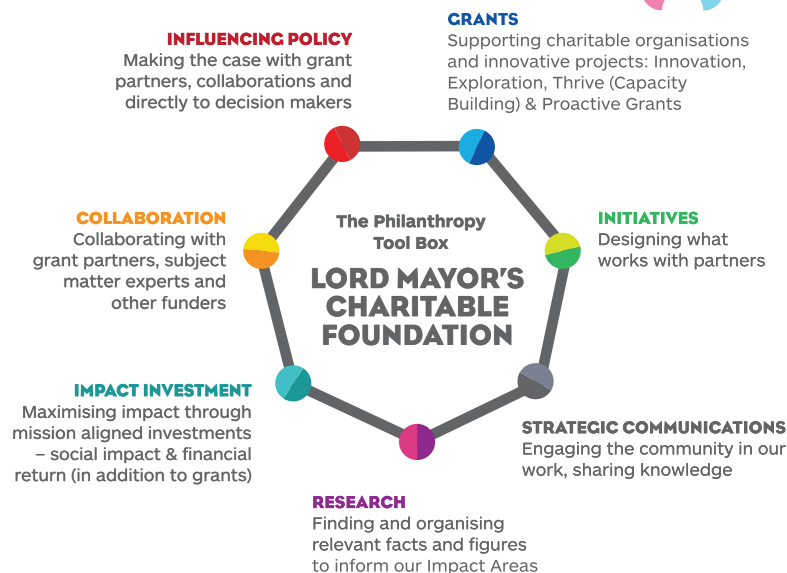 GRANTS
Supporting charitable organisations
and innovative projects: Innovation,
Exploration, Thrive (Capacity
Building) & Proactive Grants
INFLUENCING POLICY
Making the case with grant
partners, collaborations and
directly to decision makers
COLLABORATION
Collaborating with
grant partners, subject
matter experts and
other funders
The Philanthropy
Tool Box
LORD MAYOR'S
CHARITABLE
FOUNDATION
INITIATIVES
Designing what
works with partners
IMPACT INVESTMENT
Maximising impact through
mission aligned investments
– social impact & financial
return (in addition to grants)
STRATEGIC COMMUNICATIONS
Engaging the community in our
work, sharing knowledge
RESEARCH
Finding and organising
relevant facts and figures
to inform our Impact Areas